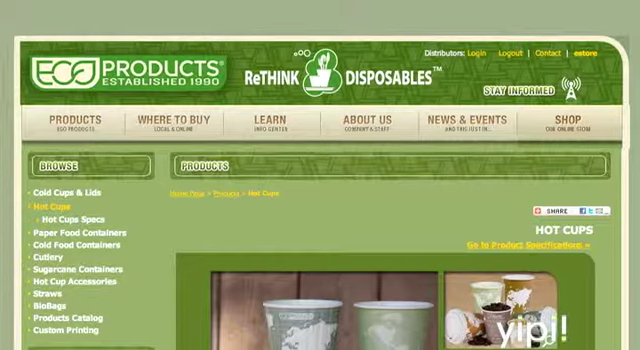 Distributors: Login Logout | Contact | estore
ECO PRODUCTS®
ESTABLISHED 1990
ReTHINK DISPOSABLES™
STAY INFORMED
PRODUCTS
ECO PRODUCTS
WHERE TO BUY
LOCAL & ONLINE
LEARN
INFO CENTER
ABOUT US
COMPANY & STAFF
NEWS & EVENTS
AND THIS JUST IN...
SHOP
OUR ONLINE STORE
BROWSE
PRODUCTS
Cold Cups & Lids
Hot Cups
Hot Cups Specs
Paper Food Containers
Cold Food Containers
Cutlery
Sugarcane Containers
Hot Cup Accessories
Straws
BioBags
Products Catalog
Custom Printing
Home Page > Products > Hot Cups
SHARE
HOT CUPS
Go to Product Specifications »
yipi!